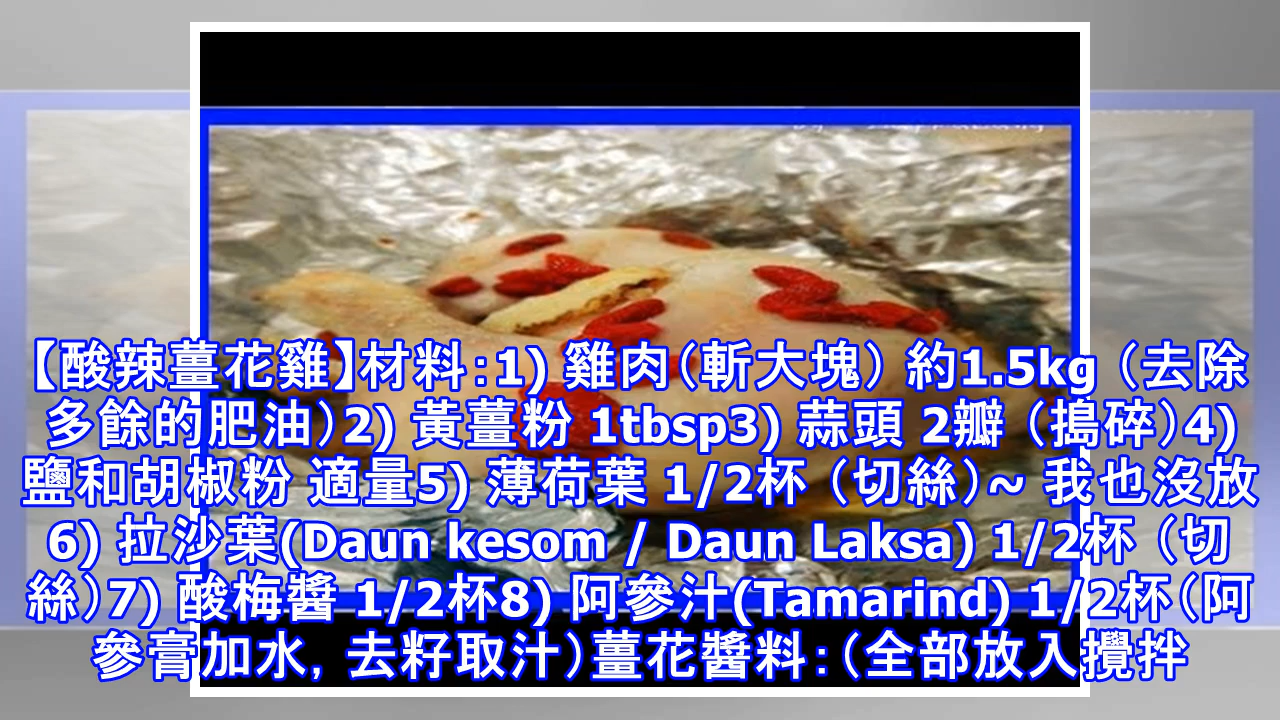 【酸辣薑花雞】材料：1) 雞肉（斬大塊） 約1.5kg （去除
多餘的肥油）2) 黃薑粉 1tbsp3) 蒜頭 2瓣 （搗碎）4)
鹽和胡椒粉 適量5) 薄荷葉 1/2杯 （切絲）~ 我也沒放
6) 拉沙葉(Daun kesom / Daun Laksa) 1/2杯 （切
絲）7) 酸梅醬 1/2杯8) 阿參汁(Tamarind) 1/2杯（阿
參膏加水，去籽取汁）薑花醬料：（全部放入攪拌